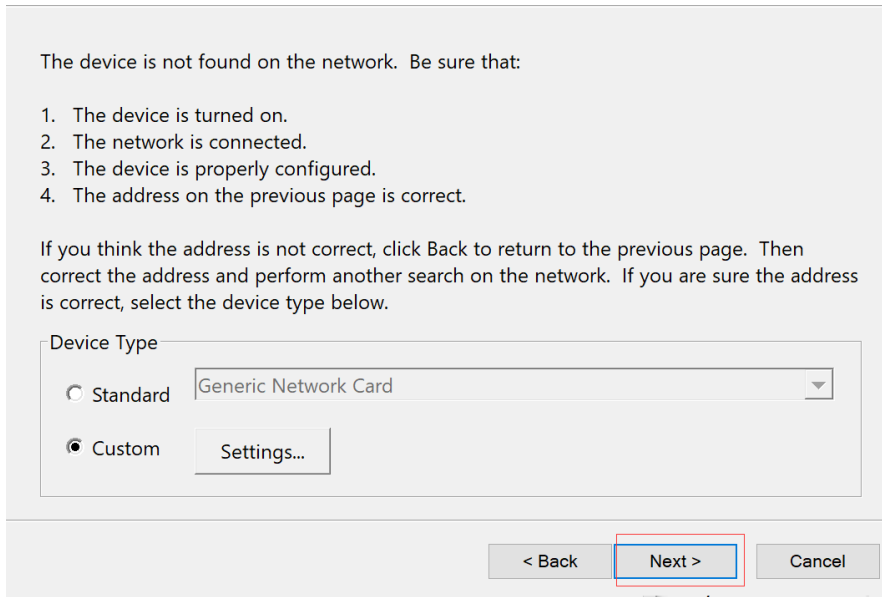 The device is not found on the network.  Be sure that:
1.  The device is turned on.
2.  The network is connected.
3.  The device is properly configured.
4.  The address on the previous page is correct.
If you think the address is not correct, click Back to return to the previous page.  Then
correct the address and perform another search on the network.  If you are sure the address
is correct, select the device type below.
Device Type
Standard
Generic Network Card
Custom
Settings...
< Back
Next >
Cancel